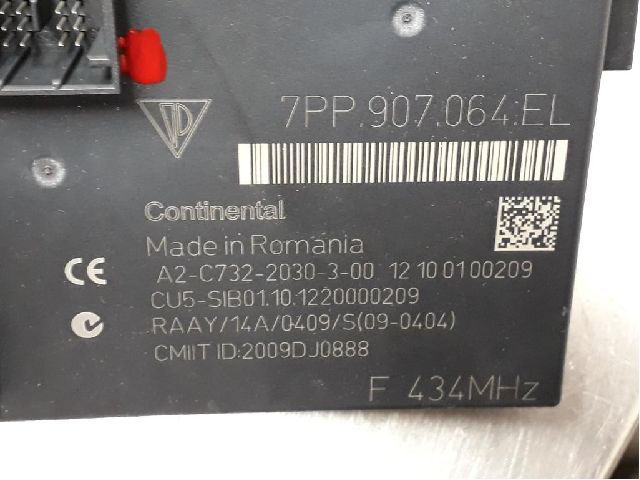 7PP.907.064.EL
Continental
Made in Romania
CE A2-C732-2030-3-00 12 10 0100209
CU5-SIB01.10.1220000209
RAAY/14A/0409/S(09-0404)
CMIIT ID:2009DJ0888
F 434MHz